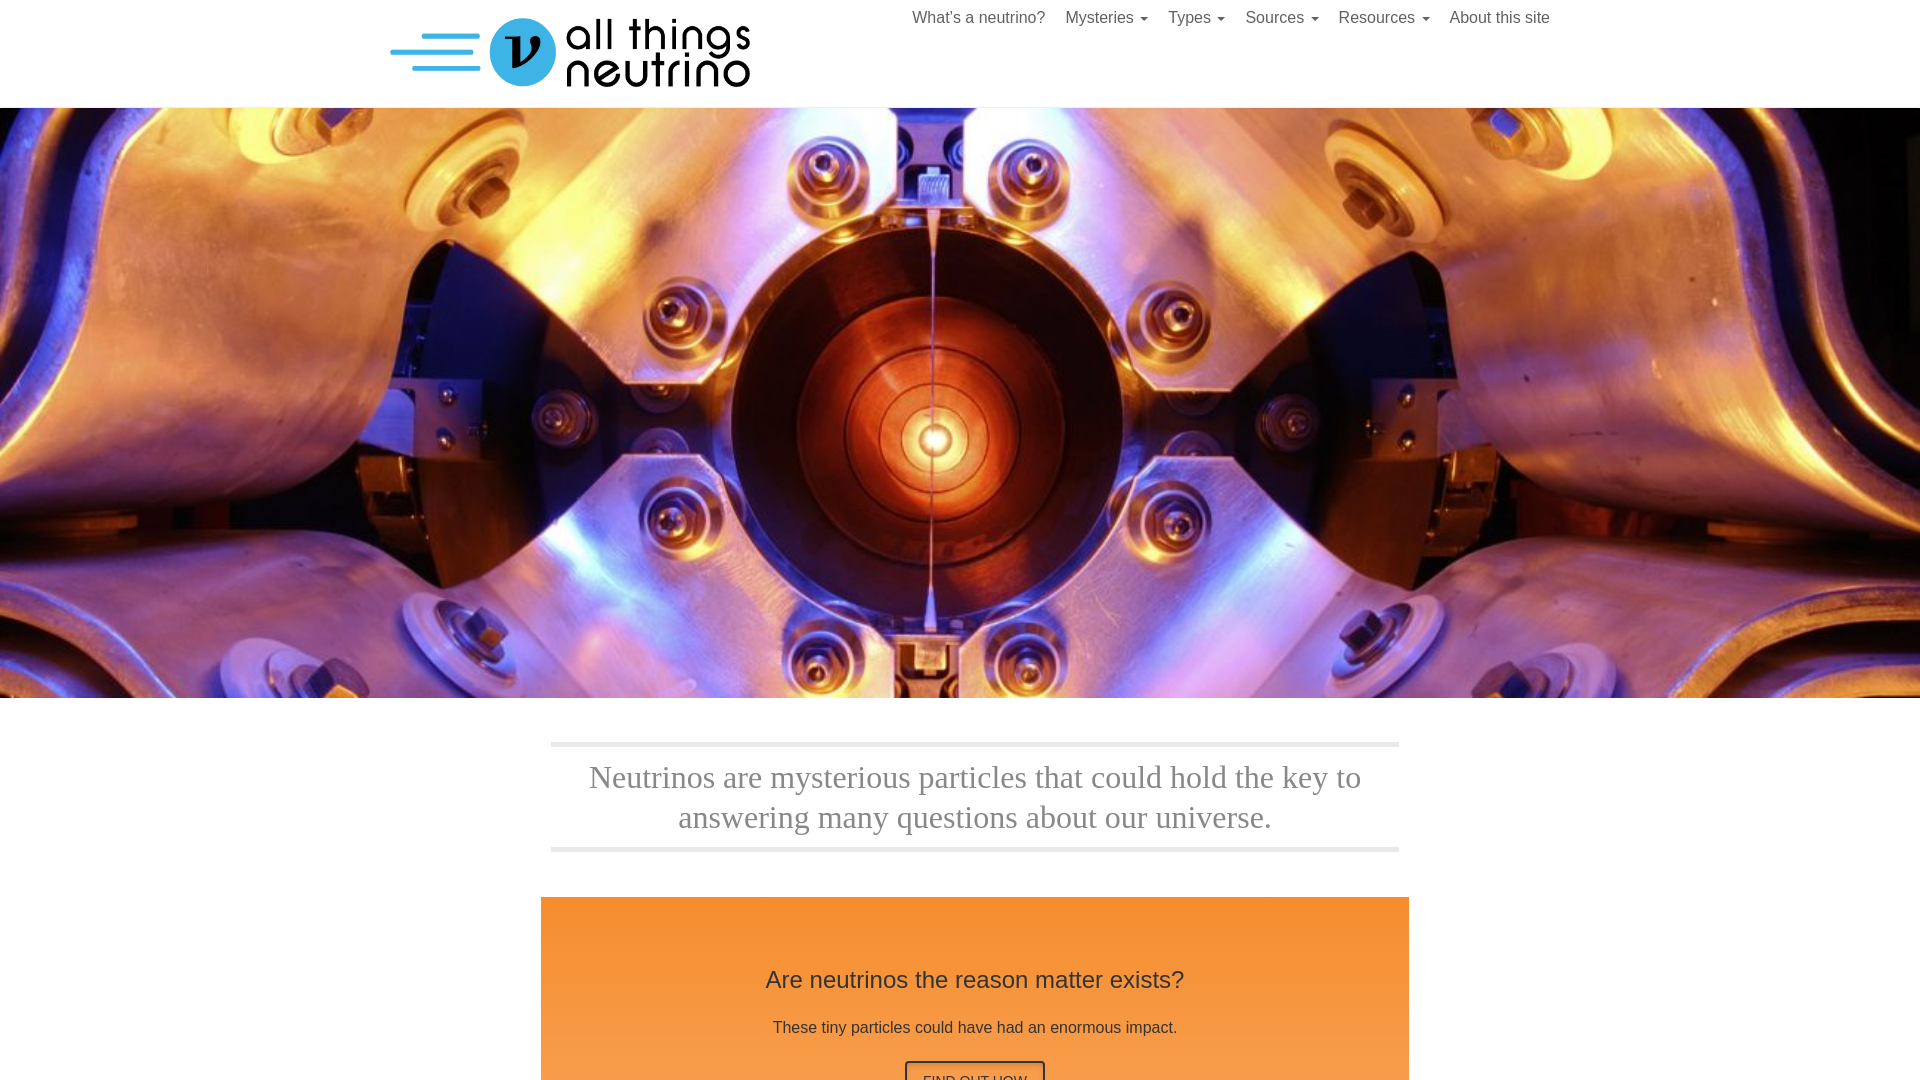 What's a neutrino? Mysteries Types Sources Resources About this site
ν all things
neutrino
Neutrinos are mysterious particles that could hold the key to
answering many questions about our universe.
Are neutrinos the reason matter exists?
These tiny particles could have had an enormous impact.
FIND OUT HOW